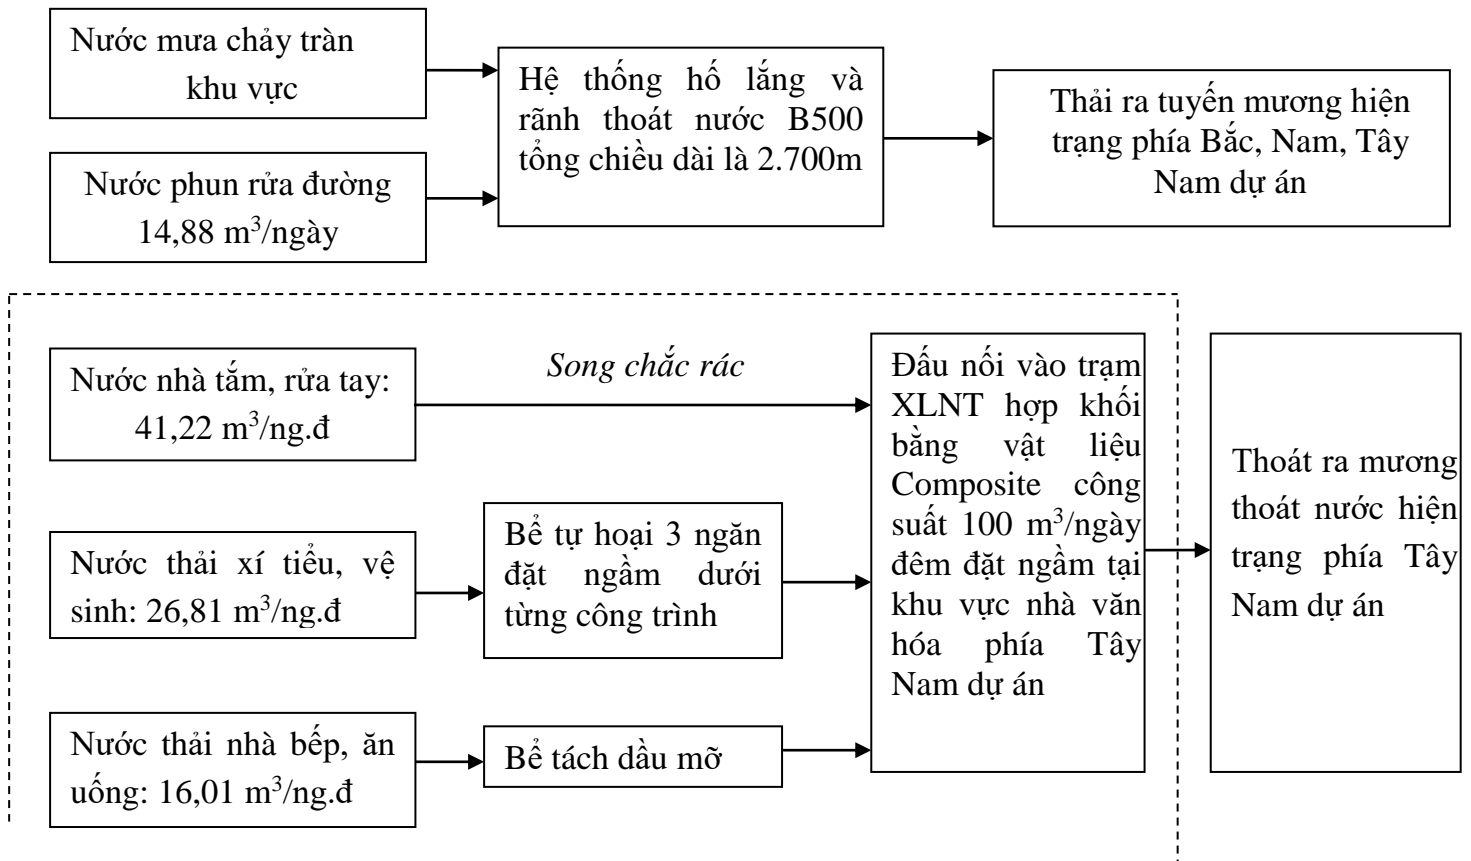 Nước mưa chảy tràn
khu vực
Nước phun rửa đường
14,88 m³/ngày
Hệ thống hố lắng và
rãnh thoát nước B500
tổng chiều dài là 2.700m
Thải ra tuyến mương hiện
trạng phía Bắc, Nam, Tây
Nam dự án
Nước nhà tắm, rửa tay:
41,22 m³/ng.đ
Song chắc rác
Nước thải xí tiểu, vệ
sinh: 26,81 m³/ng.đ
Bể tự hoại 3 ngăn
đặt ngầm dưới
từng công trình
Nước thải nhà bếp, ăn
uống: 16,01 m³/ng.đ
Bể tách dầu mỡ
Đấu nối vào trạm
XLNT hợp khối
bằng vật liệu
Composite công
suất 100 m³/ngày
đêm đặt ngầm tại
khu vực nhà văn
hóa phía Tây
Nam dự án
Thoát ra mương
thoát nước hiện
trạng phía Tây
Nam dự án